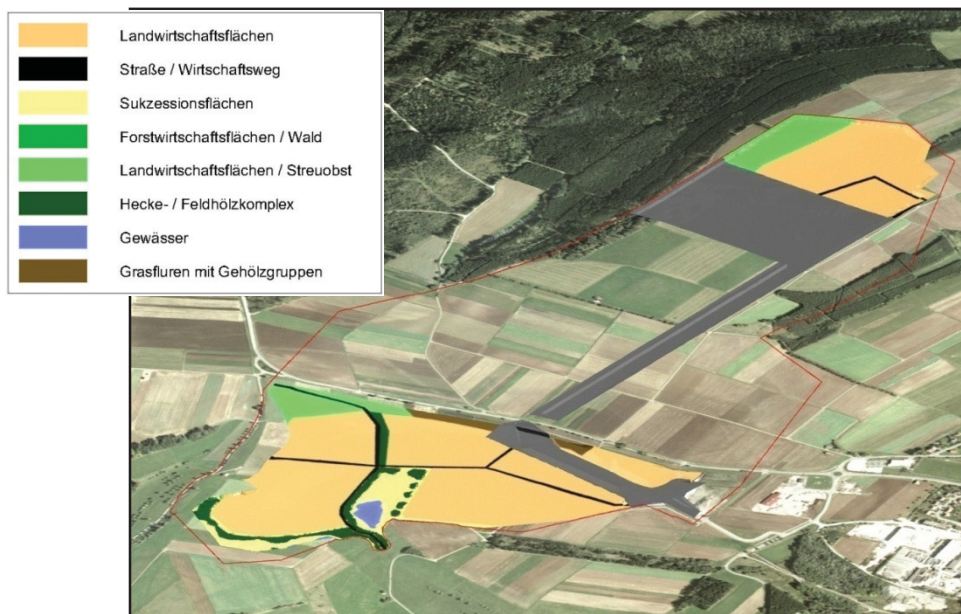 Landwirtschaftsflächen
Straße / Wirtschaftsweg
Sukzessionsflächen
Forstwirtschaftsflächen / Wald
Landwirtschaftsflächen / Streuobst
Hecke- / Feldhölzkomplex
Gewässer
Grasfluren mit Gehölzgruppen